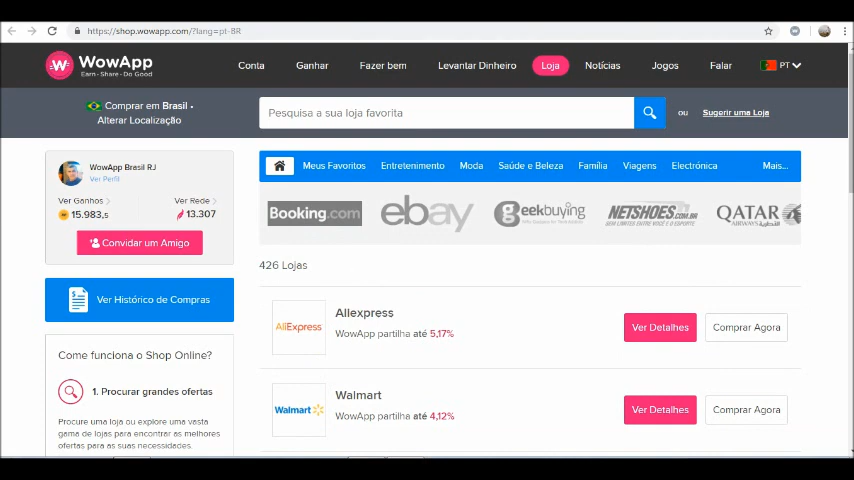 https://shop.wowapp.com/?lang=pt-BR
WowApp
Earn · Share · Do Good
Conta
Ganhar
Fazer bem
Levantar Dinheiro
Loja
Notícias
Jogos
Falar
PT
Comprar em Brasil •
Alterar Localização
Pesquisa a sua loja favorita
ou
Sugerir uma Loja
WowApp Brasil RJ
Ver Perfil
Ver Ganhos
Ver Rede
15.983,5
13.307
Convidar um Amigo
Ver Histórico de Compras
Como funciona o Shop Online?
1. Procurar grandes ofertas
Procure uma loja ou explore uma vasta
gama de lojas para encontrar as melhores
ofertas para as suas necessidades.
Meus Favoritos
Entretenimento
Moda
Saúde e Beleza
Família
Viagens
Electrónica
Mais...
Booking.com
ebay
geekbuying
NETSHOES.COM.BR
SEM LIMITES ENTRE VOCÊ E O ESPORTE
QATAR
AIRWAYS
426 Lojas
AliExpress
Aliexpress
WowApp partilha até 5,17%
Ver Detalhes
Comprar Agora
Walmart
Walmart
WowApp partilha até 4,12%
Ver Detalhes
Comprar Agora